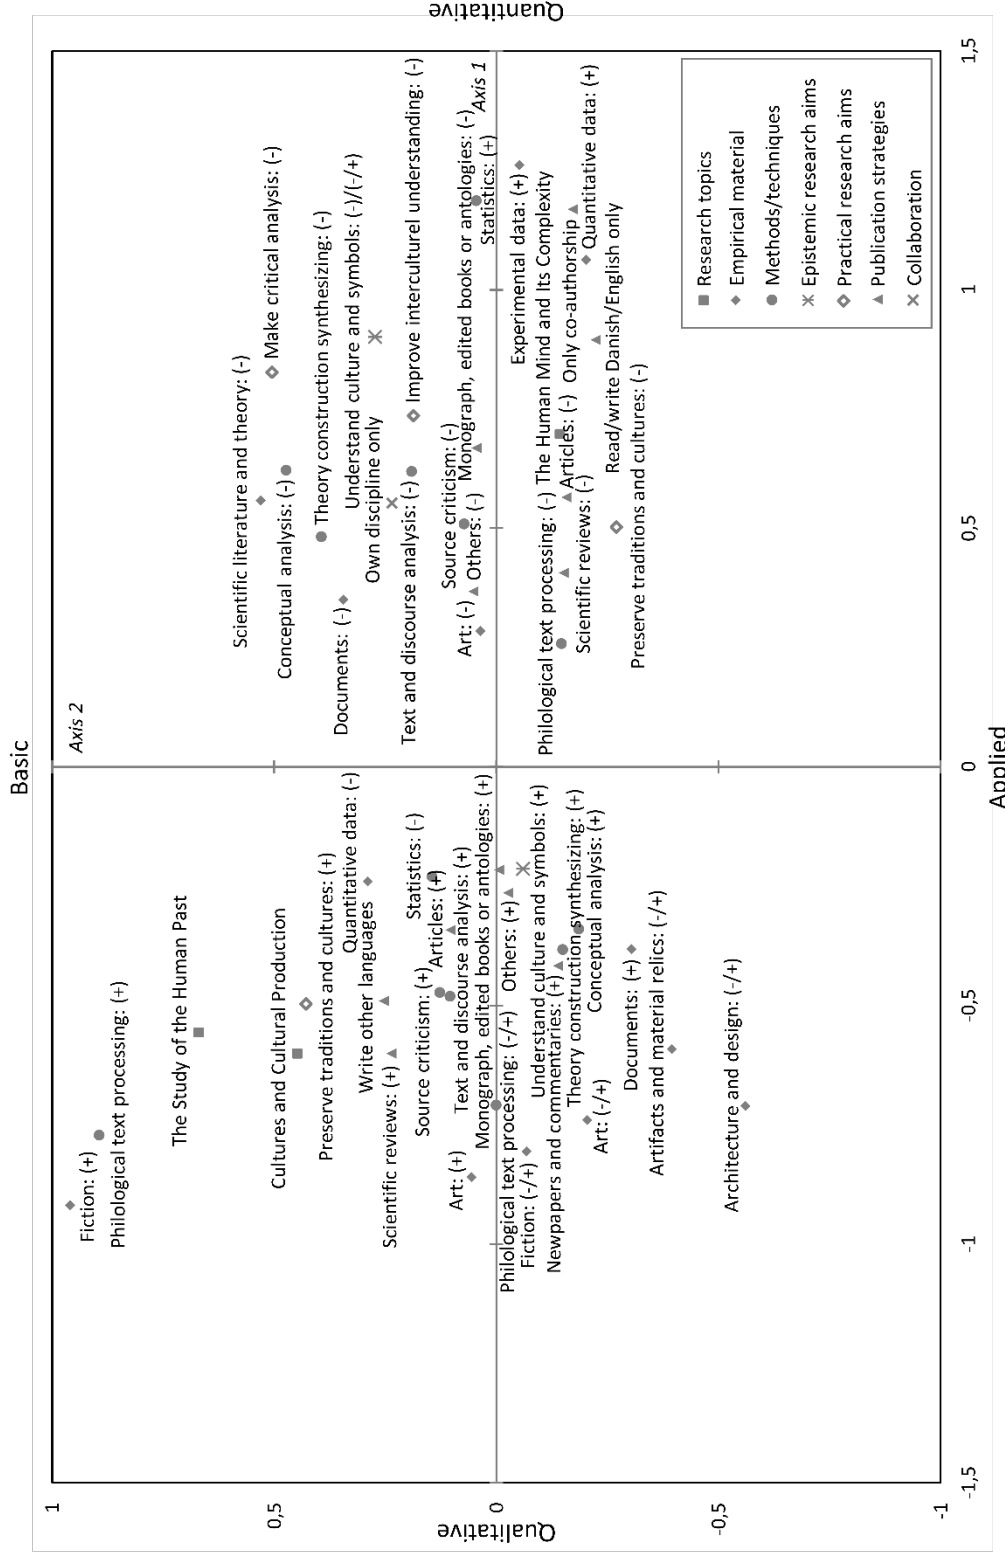 Basic
Axis 2
Fiction: (+)
Philological text processing: (+)
The Study of the Human Past
Cultures and Cultural Production
Preserve traditions and cultures: (+)
Quantitative data: (-)
Write other languages
Scientific reviews: (+)
Statistics: (-)
Articles: (+)
Source criticism: (+)
Text and discourse analysis: (+)
Art: (+)
Monograph, edited books or antologies: (+)
Philological text processing: (-/+)
Others: (+)
Fiction: (-/+)
Understand culture and symbols: (+)
Newpapers and commentaries: (+)
Theory construction synthesizing: (+)
Conceptual analysis: (+)
Art: (-/+)
Documents: (+)
Artifacts and material relics: (-/+)
Architecture and design: (-/+)
Scientific literature and theory: (-)
Make critical analysis: (-)
Conceptual analysis: (-)
Theory construction synthesizing: (-)
Documents: (-)
Understand culture and symbols: (-)/(-/+)
Own discipline only
Text and discourse analysis: (-)
Improve interculturel understanding: (-)
Source criticism: (-)
Art: (-)
Others: (-)
Monograph, edited books or antologies: (-)
Axis 1
Statistics: (+)
Experimental data: (+)
Philological text processing: (-)
The Human Mind and Its Complexity
Articles: (-)
Only co-authorship
Scientific reviews: (-)
Quantitative data: (+)
Read/write Danish/English only
Preserve traditions and cultures: (-)
Research topics
Empirical material
Methods/techniques
Epistemic research aims
Practical research aims
Publication strategies
Collaboration
1
0,5
0
-0,5
-1
-1,5
-1
-0,5
0
0,5
1
1,5
Qualitative
Quantitative
Applied